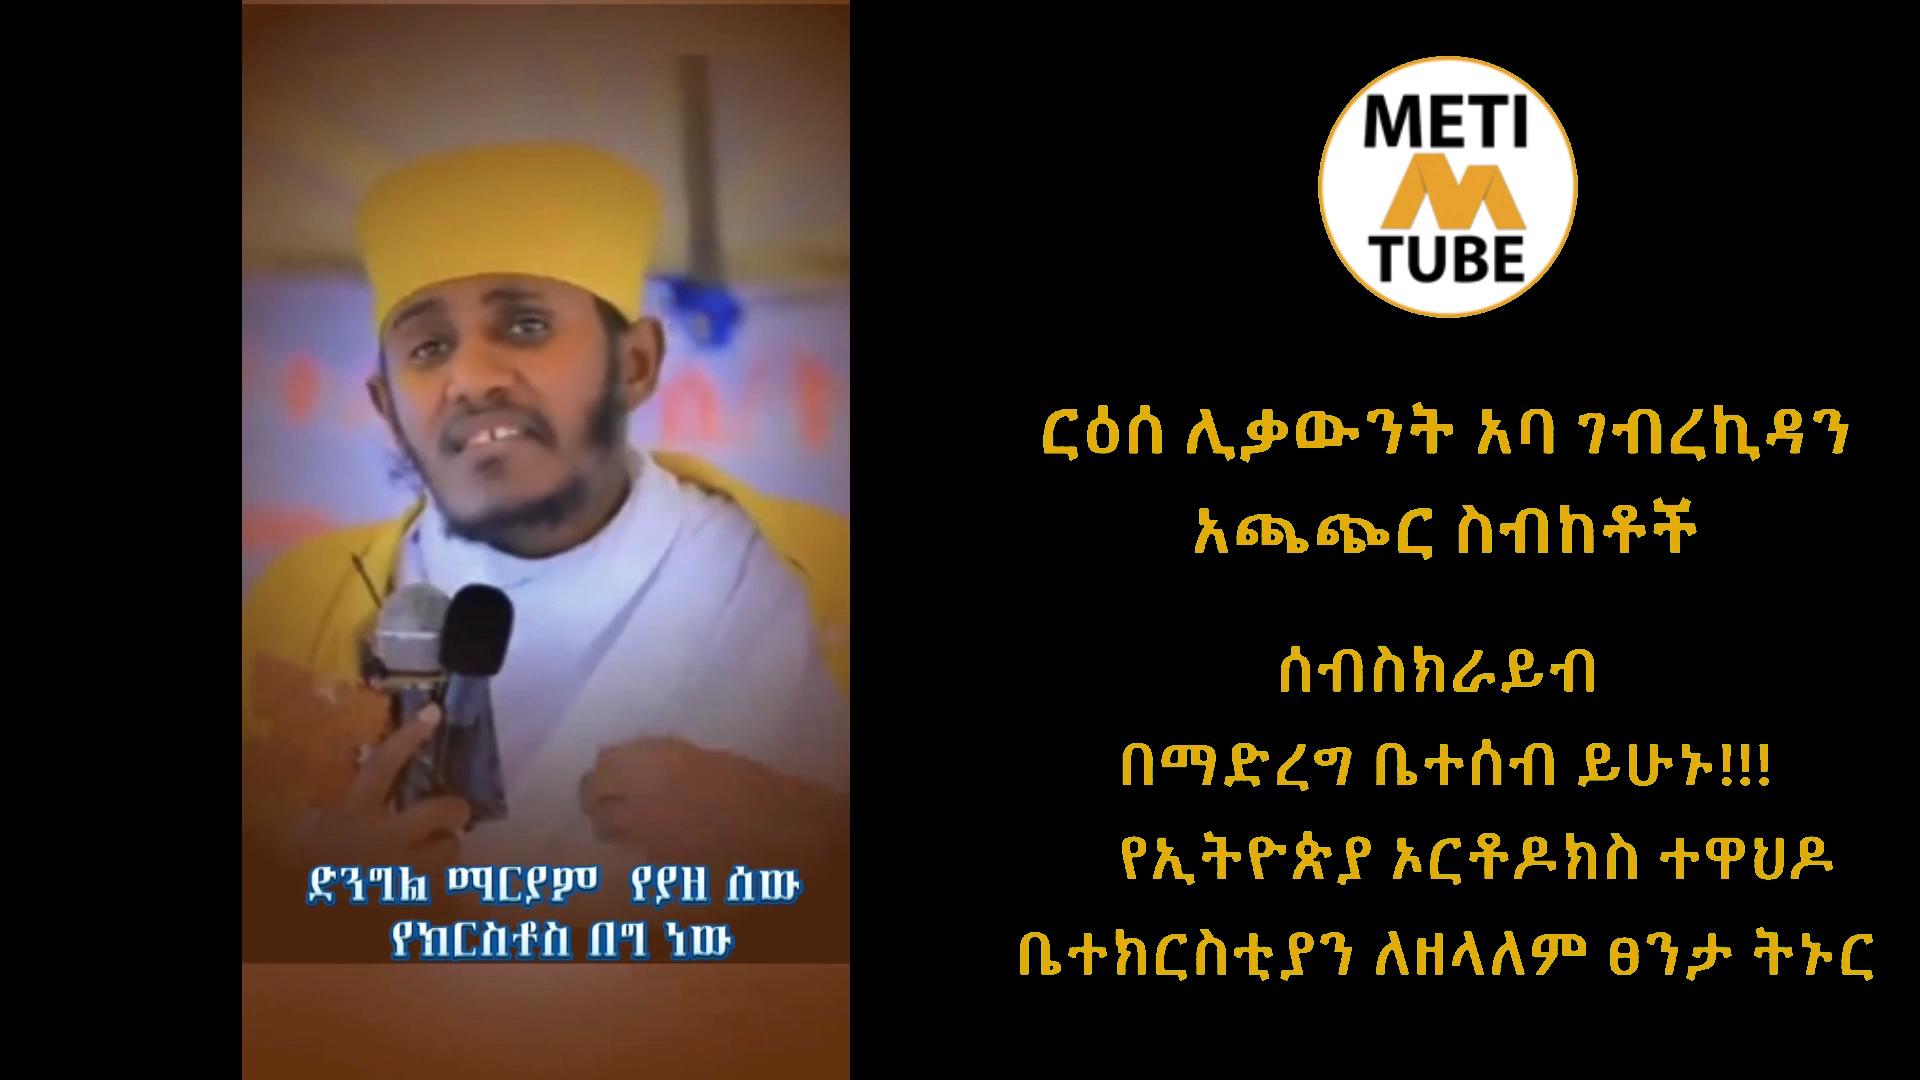 METI
TUBE
ርዕሰ ሊቃውንት አባ ገብረኪዳን
አጫጭር ስብከቶች
ሰብስክራይብ
በማድረግ ቤተሰብ ይሁኑ!!!
የኢትዮጵያ ኦርቶዶክስ ተዋህዶ
ቤተክርስቲያን ለዘላለም ፀንታ ትኑር
ድንግል ማርያም የያዘ ሰው
የክርስቶስ በግ ነው